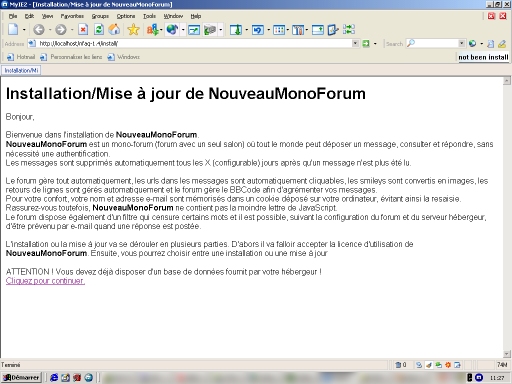 MyIE2 - [Installation/Mise à jour de NouveauMonoForum]
File Edit View Favorites Groups Options Tools Window Help
Address http://localhost/nfaq-1.4/install/ Search
Hotmail Personnaliser les liens Windows not been install
Installation/Mi
Installation/Mise à jour de NouveauMonoForum
Bonjour,
Bienvenue dans l'installation de NouveauMonoForum.
NouveauMonoForum est un mono-forum (forum avec un seul salon) où tout le monde peut déposer un message, consulter et répondre, sans
nécessité une authentification.
Les messages sont supprimés automatiquement tous les X (configurable) jours après qu'un message n'est plus été lu.
Le forum gère tout automatiquement, les urls dans les messages sont automatiquement cliquables, les smileys sont convertis en images, les
retours de lignes sont gérés automatiquement et le forum gère le BBCode afin d'agrémenter vos messages.
Pour votre confort, votre nom et adresse e-mail sont mémorisés dans un cookie déposé sur votre ordinateur, évitant ainsi la resaisie.
Rassurez-vous toutefois, NouveauMonoForum ne contient pas la moindre lettre de JavaScript.
Le forum dispose également d'un filtre qui censure certains mots et il est possible, suivant la configuration du forum et du serveur hébergeur,
d'être prévenu par e-mail quand une réponse est postée.
L'installation ou la mise à jour va se dérouler en plusieurs parties. D'abors il va falloir accepter la licence d'utilisation de
NouveauMonoForum. Ensuite, vous pourrez choisir entre une installation ou une mise à jour
ATTENTION ! Vous devez déjà disposer d'un base de données fournit par votre hébergeur !
Cliquez pour continuer.
Terminé 0 74M
Démarrer 11:27